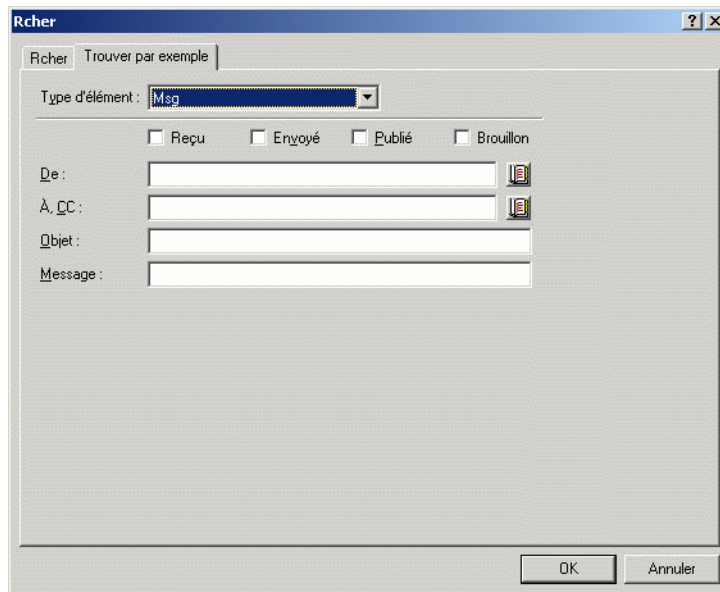 Rcher
Rcher Trouver par exemple
Type d'élément : Msg
Reçu Envoyé Publié Brouillon
De :
À, CC :
Objet :
Message :
OK Annuler